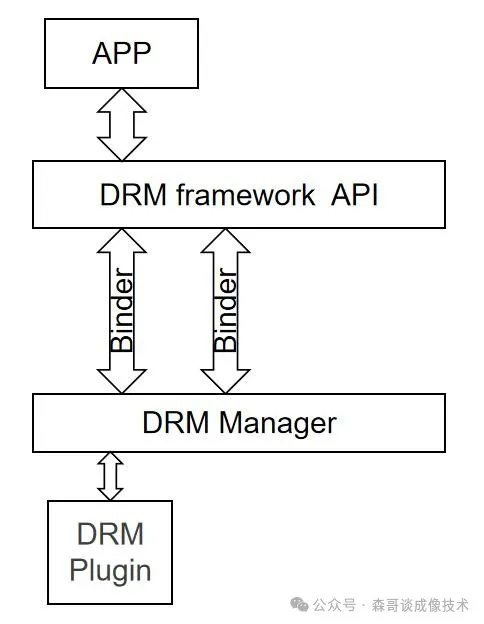 APP
DRM framework API
Binder
Binder
DRM Manager
DRM
Plugin
公众号 · 森哥谈成像技术